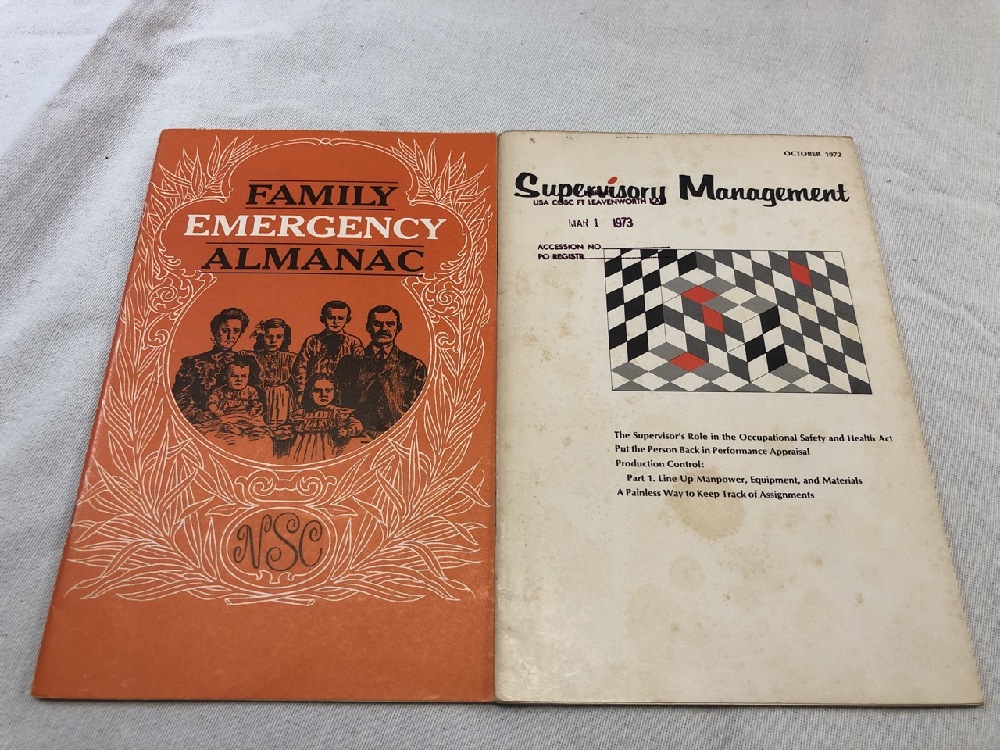 FAMILY
EMERGENCY
ALMANAC
NSC
OCTOBER 1972
Supervisory Management
USA CGSC FT LEAVENWORTH
MAR 1 1973
ACCESSION NO
PO REGISTR
The Supervisor's Role in the Occupational Safety and Health Act
Put the Person Back in Performance Appraisal
Production Control:
Part 1. Line Up Manpower, Equipment, and Materials
A Painless Way to Keep Track of Assignments